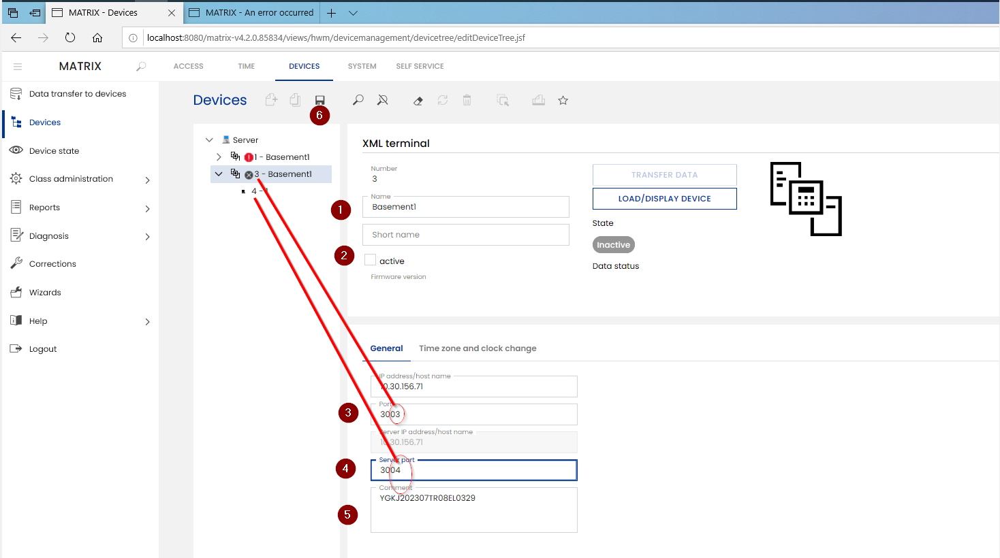 MATRIX - Devices
MATRIX - An error occurred
localhost:8080/matrix-v4.2.0.85834/views/hwm/devicemanagement/devicetree/editDeviceTree.jsf
MATRIX
ACCESS
TIME
DEVICES
SYSTEM
SELF SERVICE
Data transfer to devices
Devices
Device state
Class administration
Reports
Diagnosis
Corrections
Wizards
Help
Logout
Devices
6
Server
1 - Basement1
3 - Basement1
4 -
XML terminal
Number
3
1
Name
Basement1
Short name
2
active
Firmware version
TRANSFER DATA
LOAD/DISPLAY DEVICE
State
Inactive
Data status
General
Time zone and clock change
IP address/host name
10.30.156.71
3
Port
3003
Server IP address/host name
10.30.156.71
4
Server port
3004
5
Comment
YGKJ202307TR08EL0329